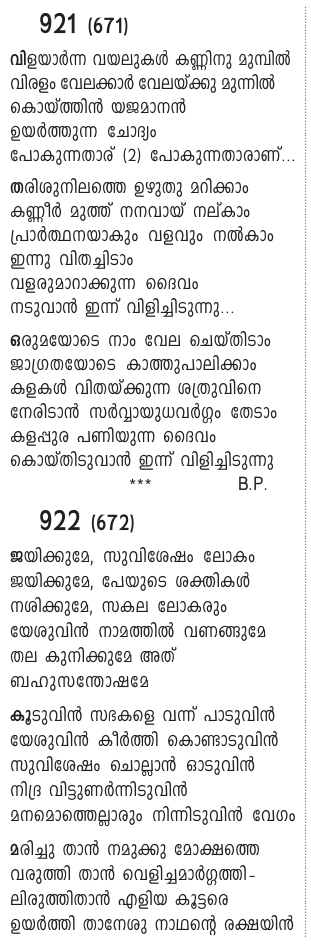 921 (671)
വിളയാർന്ന വയലുകൾ കണ്ണിനു മുമ്പിൽ
വിരളം വേലക്കാർ വേലയ്ക്കു മുന്നിൽ
കൊയ്ത്തിൻ യജമാനൻ
ഉയർത്തുന്ന ചോദ്യം
പോകുന്നതാര് (2) പോകുന്നതാരാണ്...
തരിശുനിലത്തെ ഉഴുതു മറിക്കാം
കണ്ണീർ മുത്ത് നനവായ് നല്കാം
പ്രാർത്ഥനയാകും വളവും നൽകാം
ഇന്നു വിതച്ചിടാം
വളരുമാറാക്കുന്ന ദൈവം
നടുവാൻ ഇന്ന് വിളിച്ചിടുന്നു...
ഒരുമയോടെ നാം വേല ചെയ്തിടാം
ജാഗ്രതയോടെ കാത്തുപാലിക്കാം
കളകൾ വിതയ്ക്കുന്ന ശത്രുവിനെ
നേരിടാൻ സർവ്വായുധവർഗ്ഗം തേടാം
കളപ്പുര പണിയുന്ന ദൈവം
കൊയ്തിടുവാൻ ഇന്ന് വിളിച്ചിടുന്നു
*** B.P.
922 (672)
ജയിക്കുമേ, സുവിശേഷം ലോകം
ജയിക്കുമേ, പേയുടെ ശക്തികൾ
നശിക്കുമേ, സകല ലോകരും
യേശുവിൻ നാമത്തിൽ വണങ്ങുമേ
തല കുനിക്കുമേ അത്
ബഹുസന്തോഷമേ
കൂടുവിൻ സഭകളെ വന്ന് പാടുവിൻ
യേശുവിൻ കീർത്തി കൊണ്ടാടുവിൻ
സുവിശേഷം ചൊല്ലാൻ ഓടുവിൻ
നിദ്ര വിട്ടുണർന്നിടുവിൻ
മനമൊത്തെല്ലാരും നിന്നിടുവിൻ വേഗം
മരിച്ചു താൻ നമുക്കു മോക്ഷത്തെ
വരുത്തി താൻ വെളിച്ചമാർഗ്ഗത്തി-
ലിരുത്തിതാൻ എളിയ കൂട്ടരെ
ഉയർത്തി താനേശു നാഥന്റെ രക്ഷയിൻ